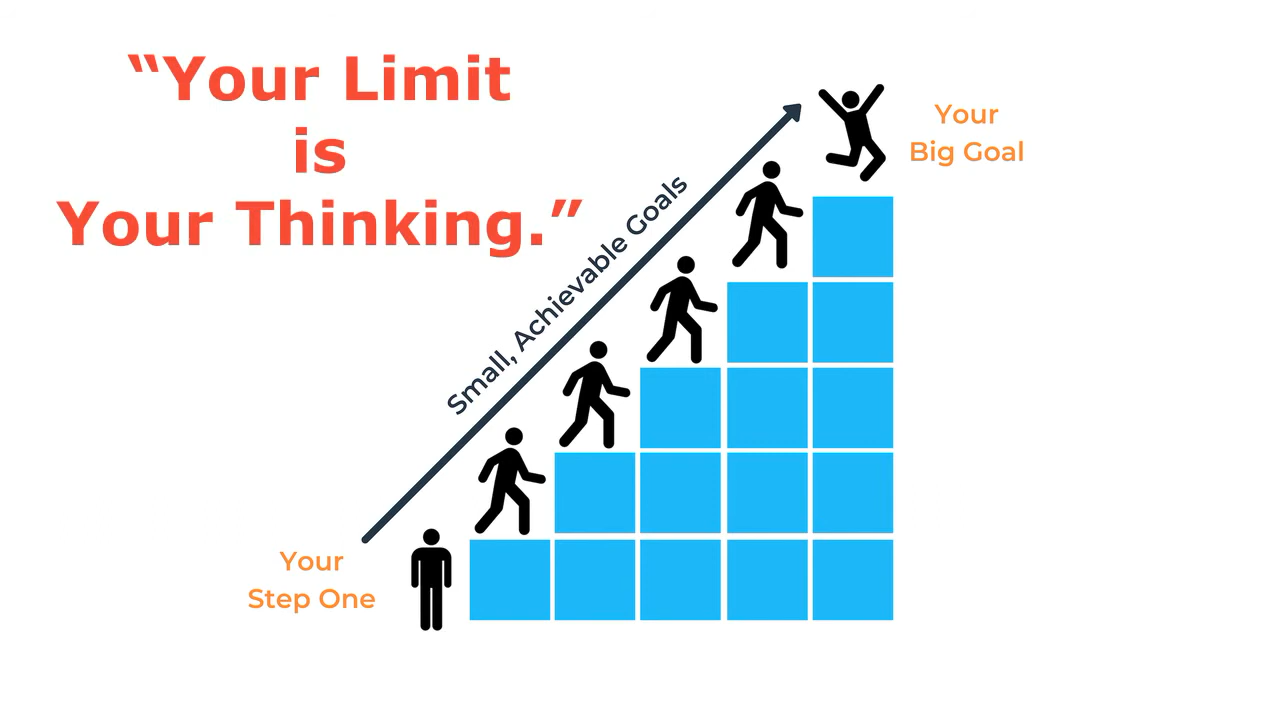 “Your Limit
is
Your Thinking.”
Your
Big Goal
Small, Achievable Goals
Your
Step One